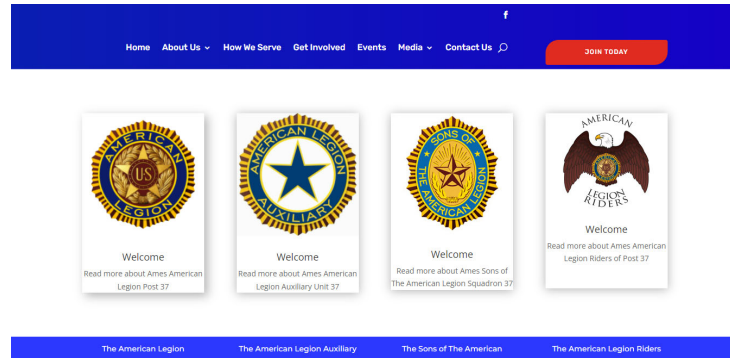 f
Home About Us How We Serve Get Involved Events Media Contact Us
JOIN TODAY
AMERICAN
LEGION
US
AMERICAN LEGION
AUXILIARY
SONS OF
THE AMERICAN LEGION
AMERICAN
LEGION
RIDERS
Welcome
Read more about Ames American
Legion Post 37
Welcome
Read more about Ames American
Legion Auxiliary Unit 37
Welcome
Read more about Ames Sons of
The American Legion Squadron 37
Welcome
Read more about Ames American
Legion Riders of Post 37
The American Legion
The American Legion Auxiliary
The Sons of The American
The American Legion Riders